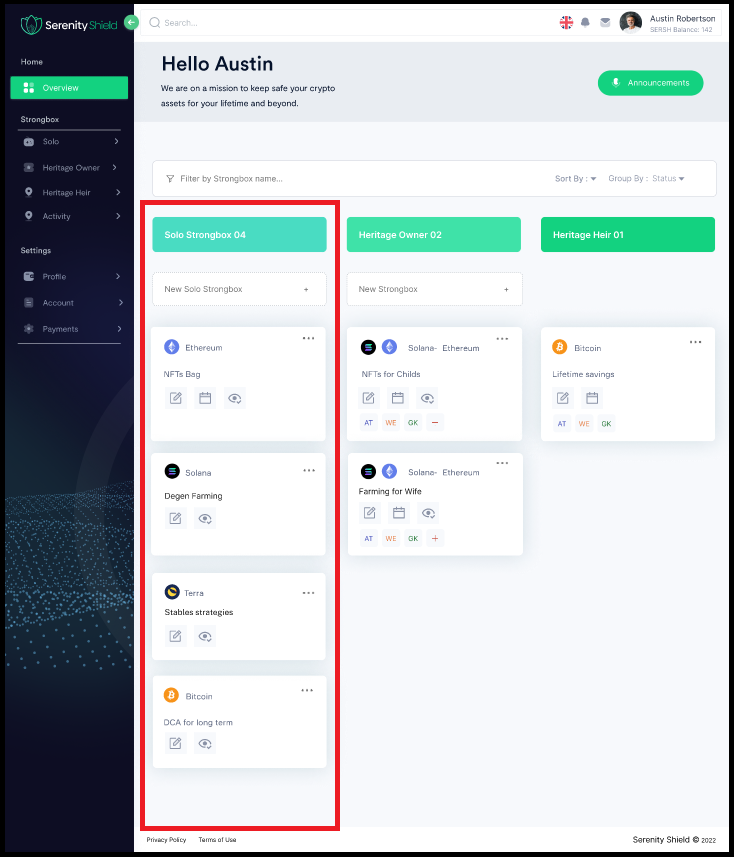 Serenity Shield
Search...
Austin Robertson
SERSH Balance: 142
Home
Overview
Strongbox
Solo
Heritage Owner
Heritage Heir
Activity
Settings
Profile
Account
Payments
Hello Austin
We are on a mission to keep safe your crypto
assets for your lifetime and beyond.
Announcements
Filter by Strongbox name...
Sort By :
Group By : Status
Solo Strongbox 04
New Solo Strongbox +
Ethereum
NFTs Bag
Solana
Degen Farming
Terra
Stables strategies
Bitcoin
DCA for long term
Heritage Owner 02
New Strongbox +
Solana- Ethereum
NFTs for Childs
AT WE GK −
Solana- Ethereum
Farming for Wife
AT WE GK +
Heritage Heir 01
Bitcoin
Lifetime savings
AT WE GK
Privacy Policy Terms of Use
Serenity Shield © 2022